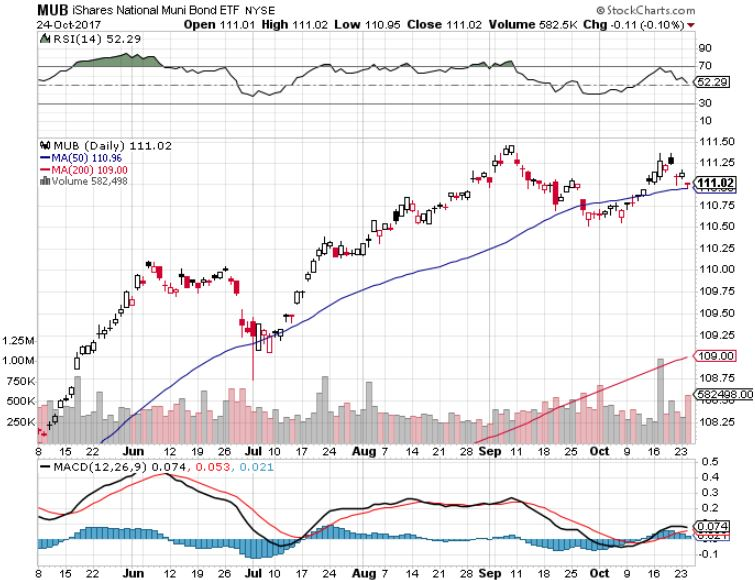 MUB iShares National Muni Bond ETF NYSE © StockCharts.com
24-Oct-2017 Open 111.01 High 111.02 Low 110.95 Close 111.02 Volume 582.5K Chg -0.11 (-0.10%)
RSI(14) 52.29
90
70
52.29
30
10
MUB (Daily) 111.02
MA(50) 110.96
MA(200) 109.00
Volume 582,498
111.50
111.25
111.02
110.75
110.50
110.25
110.00
109.75
109.50
109.25
109.00
108.75
108.25
1.25M
1.00M
750K
500K
250K
582498.00
8 15 22 Jun 12 19 26 Jul 10 17 24 Aug 7 14 21 28 Sep 11 18 25 Oct 9 16 23
MACD(12,26,9) 0.074, 0.053, 0.021
0.5
0.4
0.3
0.2
0.074
-0.1
8 15 22 Jun 12 19 26 Jul 10 17 24 Aug 7 14 21 28 Sep 11 18 25 Oct 9 16 23